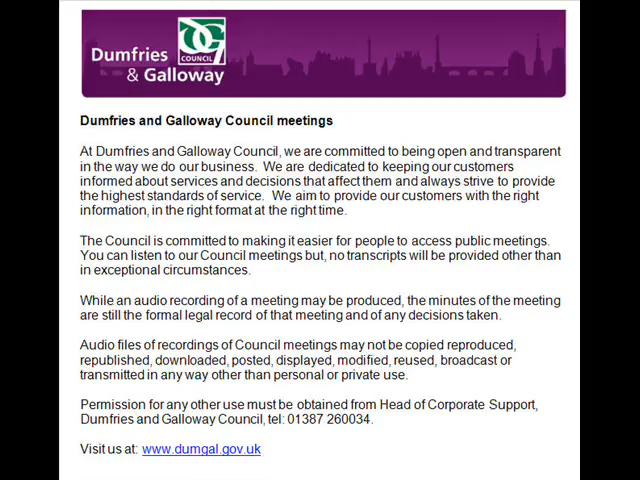 Dumfries
& Galloway
COUNCIL
Dumfries and Galloway Council meetings
At Dumfries and Galloway Council, we are committed to being open and transparent
in the way we do our business.  We are dedicated to keeping our customers
informed about services and decisions that affect them and always strive to provide
the highest standards of service.  We aim to provide our customers with the right
information, in the right format at the right time.
The Council is committed to making it easier for people to access public meetings.
You can listen to our Council meetings but, no transcripts will be provided other than
in exceptional circumstances.
While an audio recording of a meeting may be produced, the minutes of the meeting
are still the formal legal record of that meeting and of any decisions taken.
Audio files of recordings of Council meetings may not be copied reproduced,
republished, downloaded, posted, displayed, modified, reused, broadcast or
transmitted in any way other than personal or private use.
Permission for any other use must be obtained from Head of Corporate Support,
Dumfries and Galloway Council, tel: 01387 260034.
Visit us at: www.dumgal.gov.uk